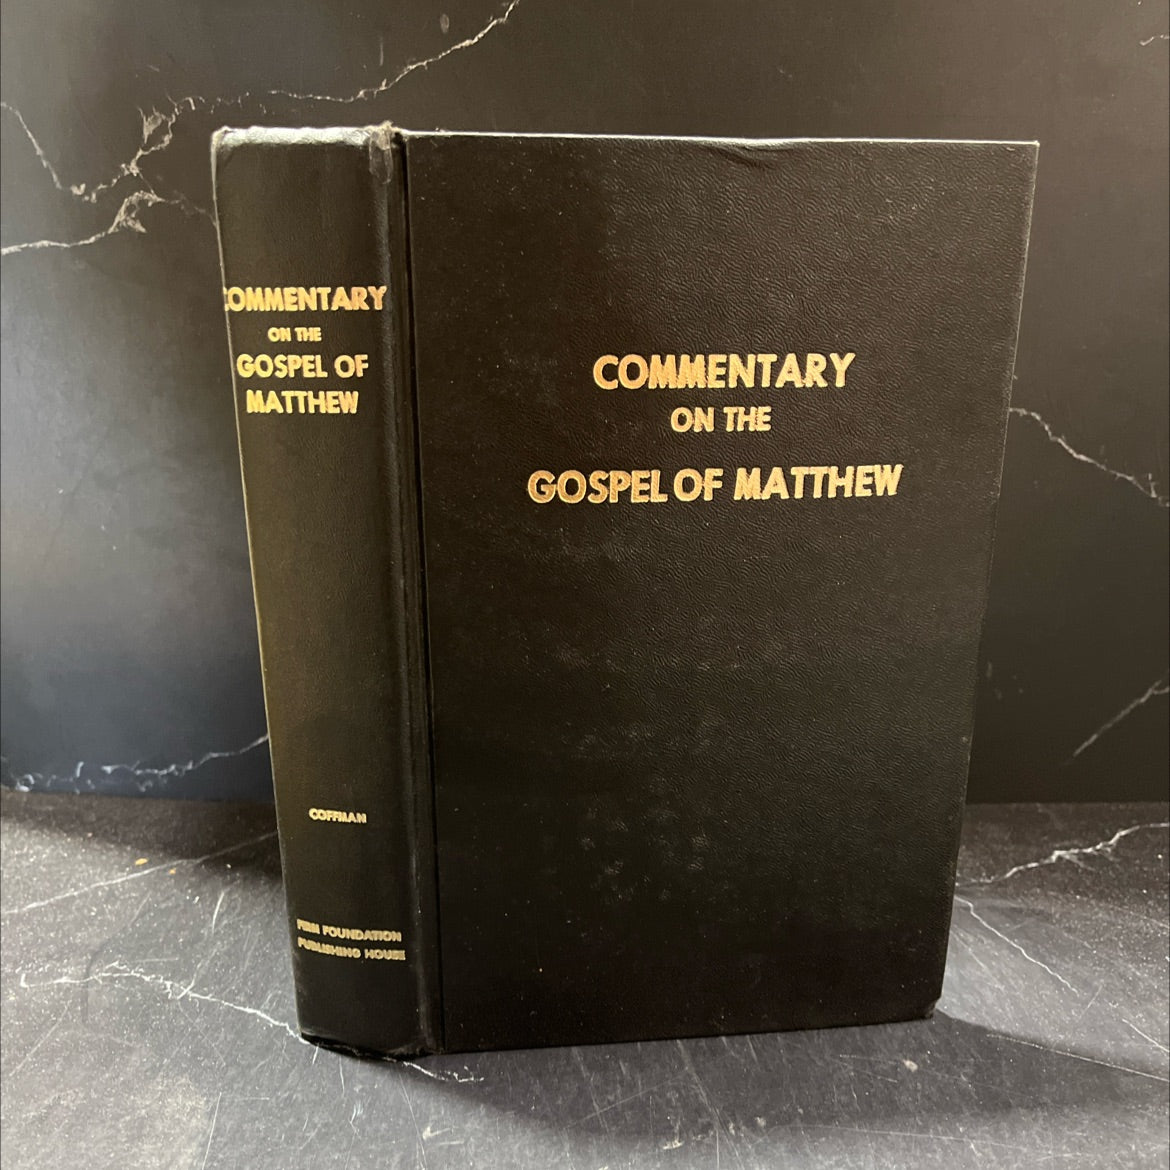 COMMENTARY
ON THE
GOSPEL OF
MATTHEW
COFFMAN
FIRM FOUNDATION
PUBLISHING HOUSE
COMMENTARY
ON THE
GOSPEL OF MATTHEW